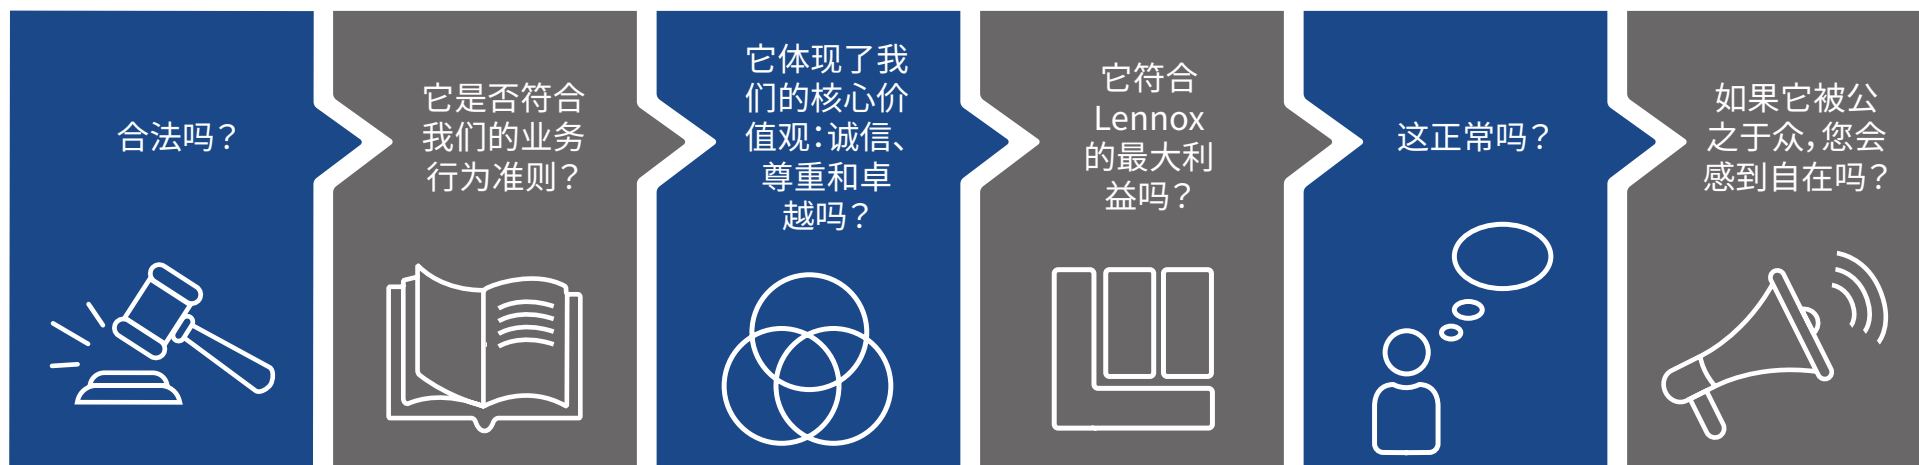 合法吗？
它是否符合
我们的业务
行为准则？
它体现了我
们的核心价
值观：诚信、
尊重和卓
越吗？
它符合
Lennox
的最大利
益吗？
这正常吗？
如果它被公
之于众，您会
感到自在吗？